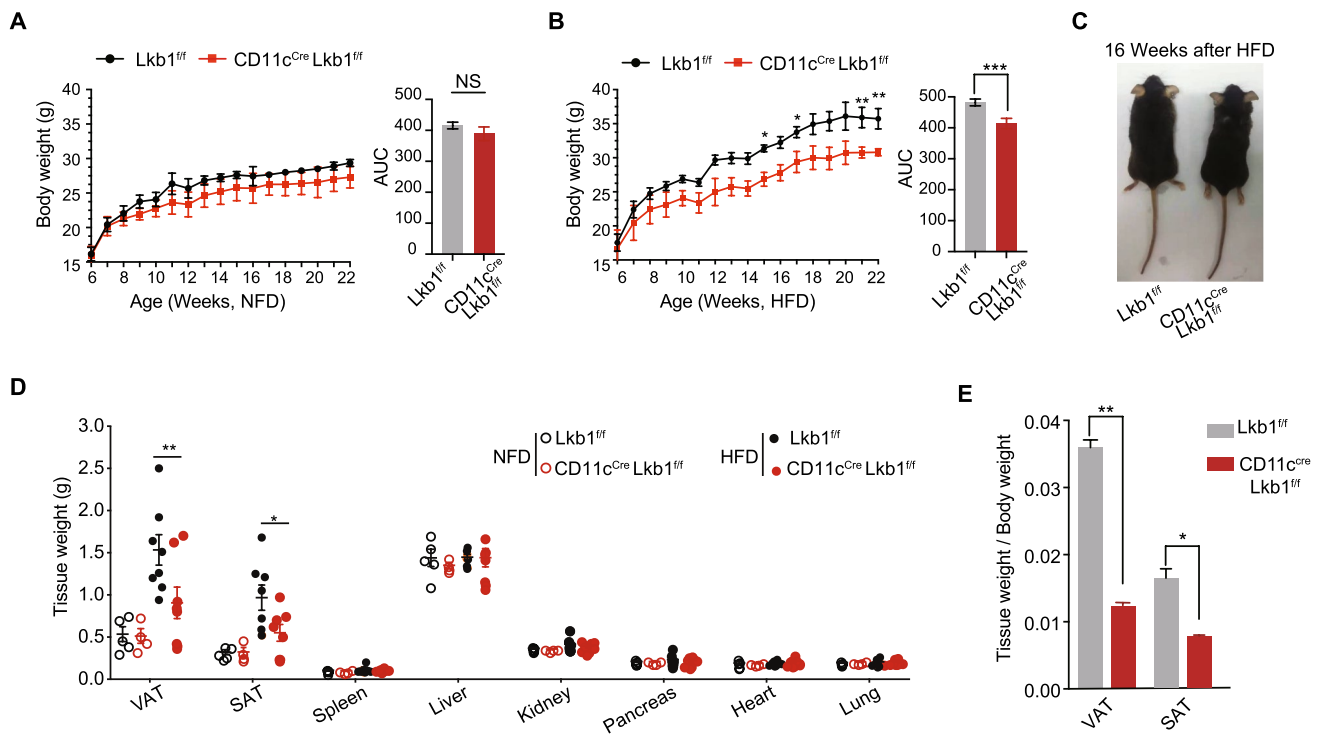 A
Lkb1f/f CD11cCre Lkb1f/f
Body weight (g)
40
35
30
25
20
15
6 8 10 12 14 16 18 20 22
Age (Weeks, NFD)
NS
AUC
500
400
300
200
100
0
Lkb1f/f
CD11cCre
Lkb1f/f
B
Lkb1f/f CD11cCre Lkb1f/f
Body weight (g)
40
35
30
25
20
15
* * ** **
6 8 10 12 14 16 18 20 22
Age (Weeks, HFD)
***
AUC
500
400
300
200
100
0
Lkb1f/f
CD11cCre
Lkb1f/f
C
16 Weeks after HFD
Lkb1f/f
CD11cCre
Lkb1f/f
D
Tissue weight (g)
3.0
2.5
2.0
1.5
1.0
0.5
0.0
**
*
NFD
Lkb1f/f
CD11cCre Lkb1f/f
HFD
Lkb1f/f
CD11cCre Lkb1f/f
VAT SAT Spleen Liver Kidney Pancreas Heart Lung
E
Tissue weight / Body weight
0.04
0.03
0.02
0.01
0.00
**
*
Lkb1f/f
CD11ccre
Lkb1f/f
VAT SAT